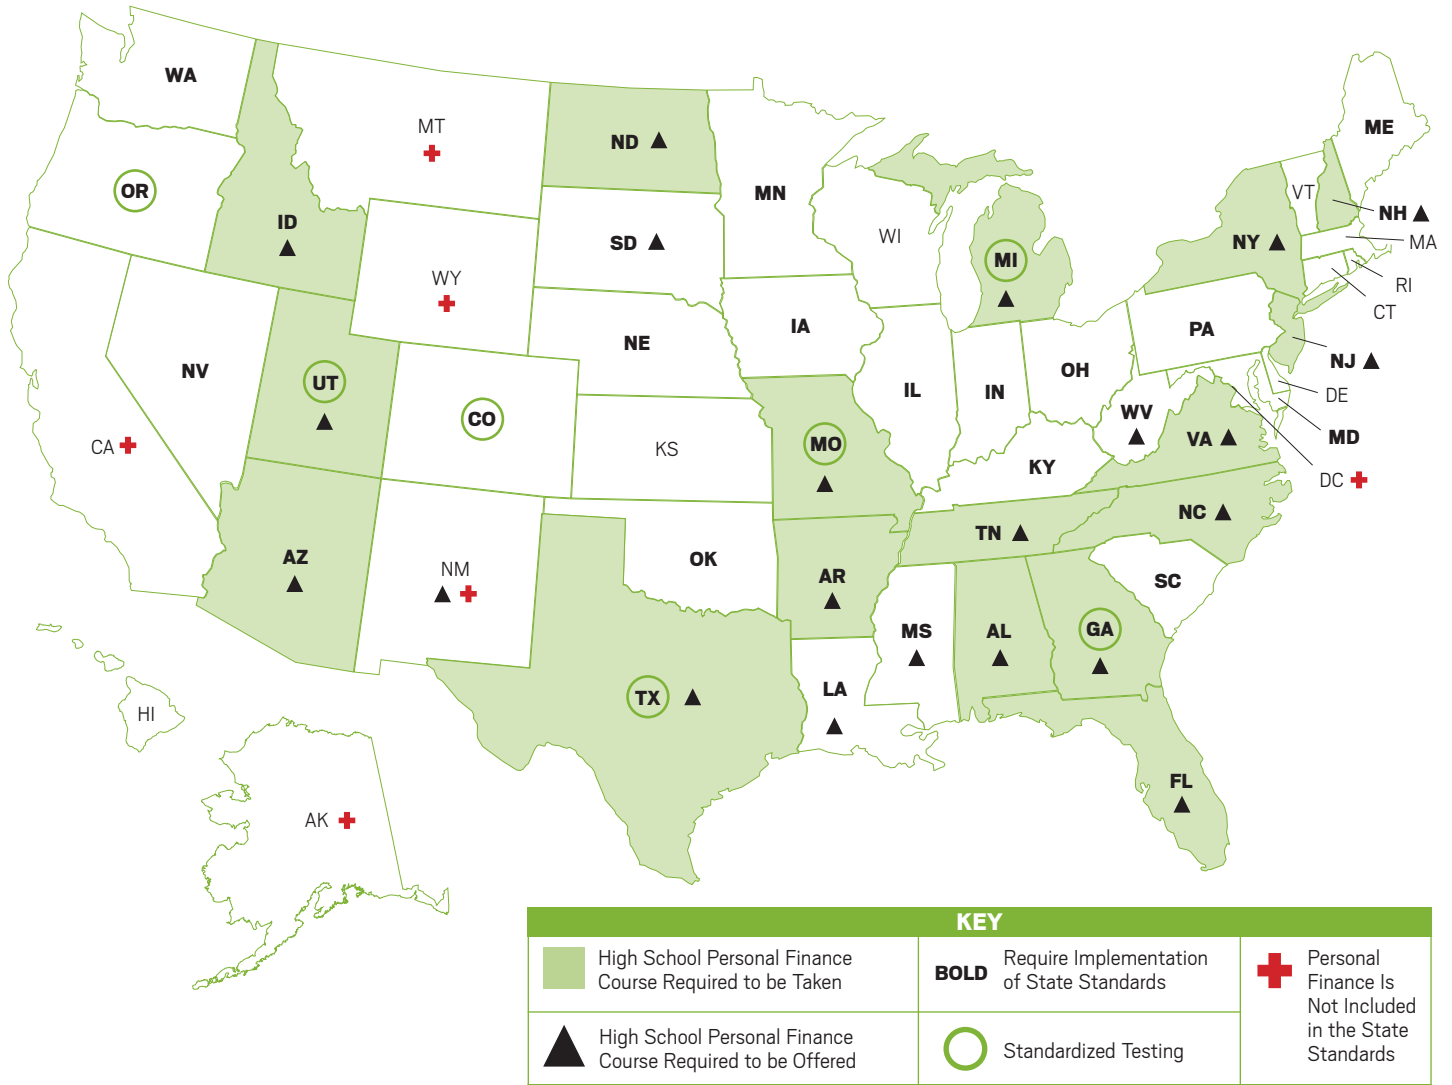 WA
MT
ND
MN
ME
OR
ID
SD
WI
MI
VT
NH
NY
MA
WY
RI
CT
IA
PA
NE
NV
UT
CO
IL
IN
OH
NJ
DE
WV
VA
MD
CA
KS
MO
KY
DC
NC
TN
AZ
NM
OK
AR
SC
MS
AL
GA
LA
TX
HI
FL
AK
KEY
High School Personal Finance
Course Required to be Taken
BOLD
Require Implementation
of State Standards
Personal
Finance Is
Not Included
in the State
Standards
High School Personal Finance
Course Required to be Offered
Standardized Testing